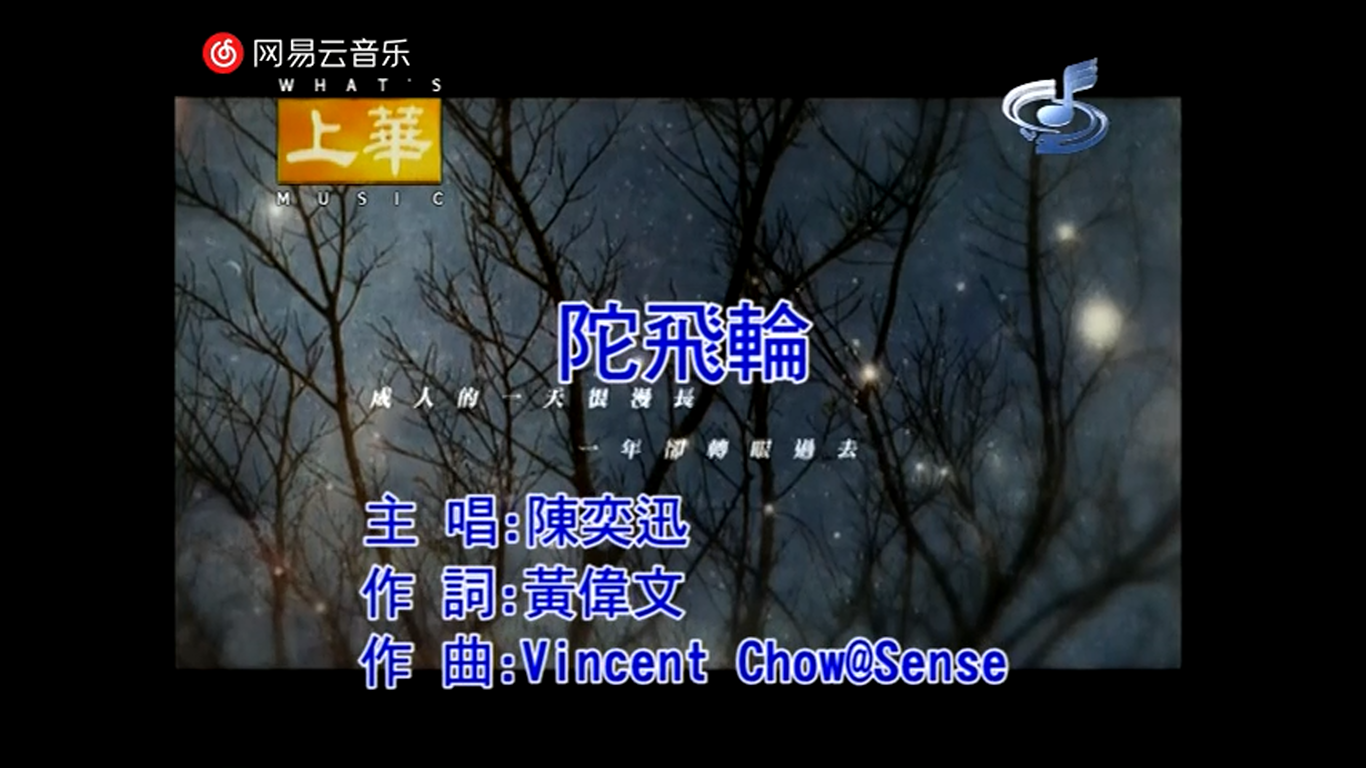 网易云音乐
WHAT'S
上華
MUSIC
陀飛輪
成人的一天很漫長
一年卻轉眼過去
主 唱:陳奕迅
作 詞:黃偉文
作 曲:Vincent Chow@Sense